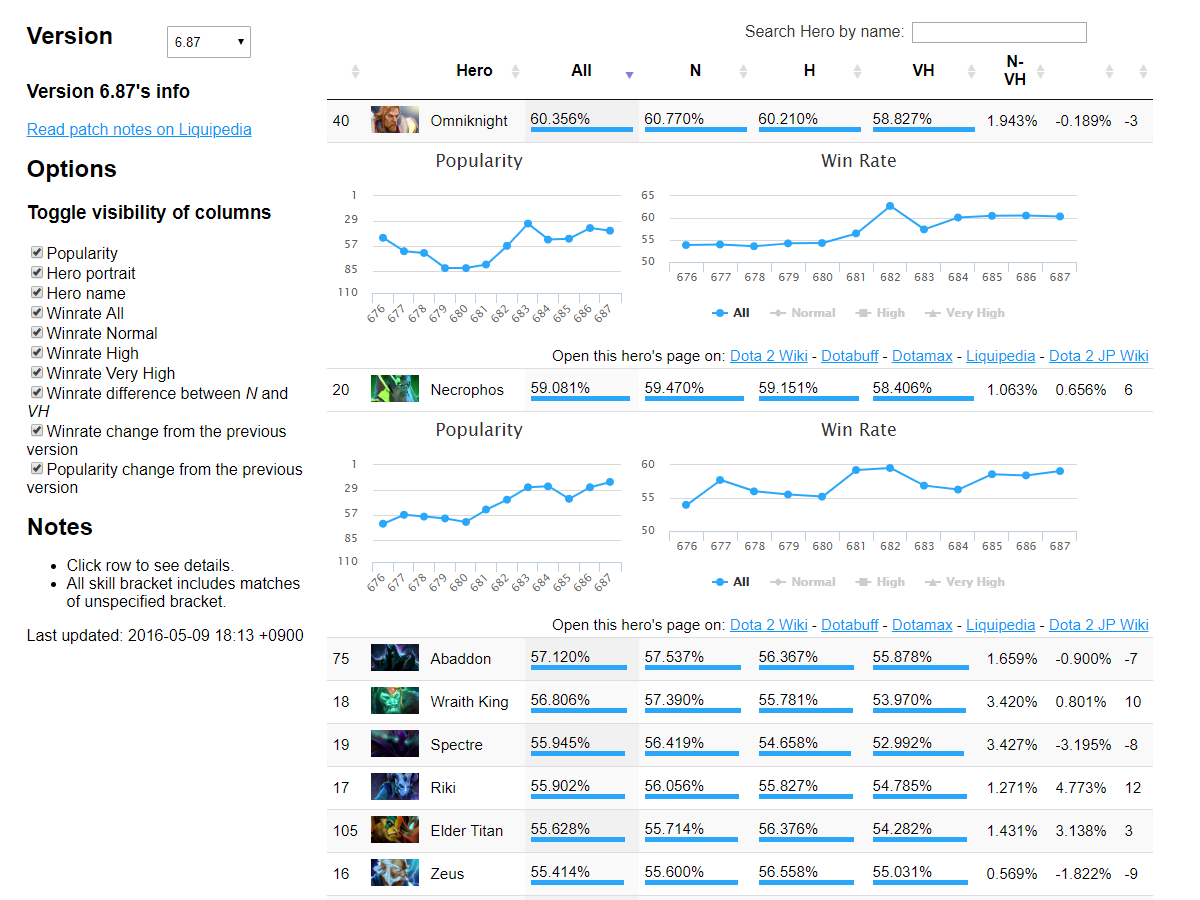 Version
6.87
Version 6.87's info
Read patch notes on Liquipedia
Options
Toggle visibility of columns
Popularity
Hero portrait
Hero name
Winrate All
Winrate Normal
Winrate High
Winrate Very High
Winrate difference between N and
VH
Winrate change from the previous
version
Popularity change from the previous
version
Notes
Click row to see details.
All skill bracket includes matches
of unspecified bracket.
Last updated: 2016-05-09 18:13 +0900
Search Hero by name:
Hero All N H VH N-
VH
40 Omniknight 60.356% 60.770% 60.210% 58.827% 1.943% -0.189% -3
Popularity
1
29
57
85
110
676 677 678 679 680 681 682 683 684 685 686 687
Win Rate
65
60
55
50
676 677 678 679 680 681 682 683 684 685 686 687
All Normal High Very High
Open this hero's page on: Dota 2 Wiki - Dotabuff - Dotamax - Liquipedia - Dota 2 JP Wiki
20 Necrophos 59.081% 59.470% 59.151% 58.406% 1.063% 0.656% 6
Popularity
1
29
57
85
110
676 677 678 679 680 681 682 683 684 685 686 687
Win Rate
60
55
50
676 677 678 679 680 681 682 683 684 685 686 687
All Normal High Very High
Open this hero's page on: Dota 2 Wiki - Dotabuff - Dotamax - Liquipedia - Dota 2 JP Wiki
75 Abaddon 57.120% 57.537% 56.367% 55.878% 1.659% -0.900% -7
18 Wraith King 56.806% 57.390% 55.781% 53.970% 3.420% 0.801% 10
19 Spectre 55.945% 56.419% 54.658% 52.992% 3.427% -3.195% -8
17 Riki 55.902% 56.056% 55.827% 54.785% 1.271% 4.773% 12
105 Elder Titan 55.628% 55.714% 56.376% 54.282% 1.431% 3.138% 3
16 Zeus 55.414% 55.600% 56.558% 55.031% 0.569% -1.822% -9